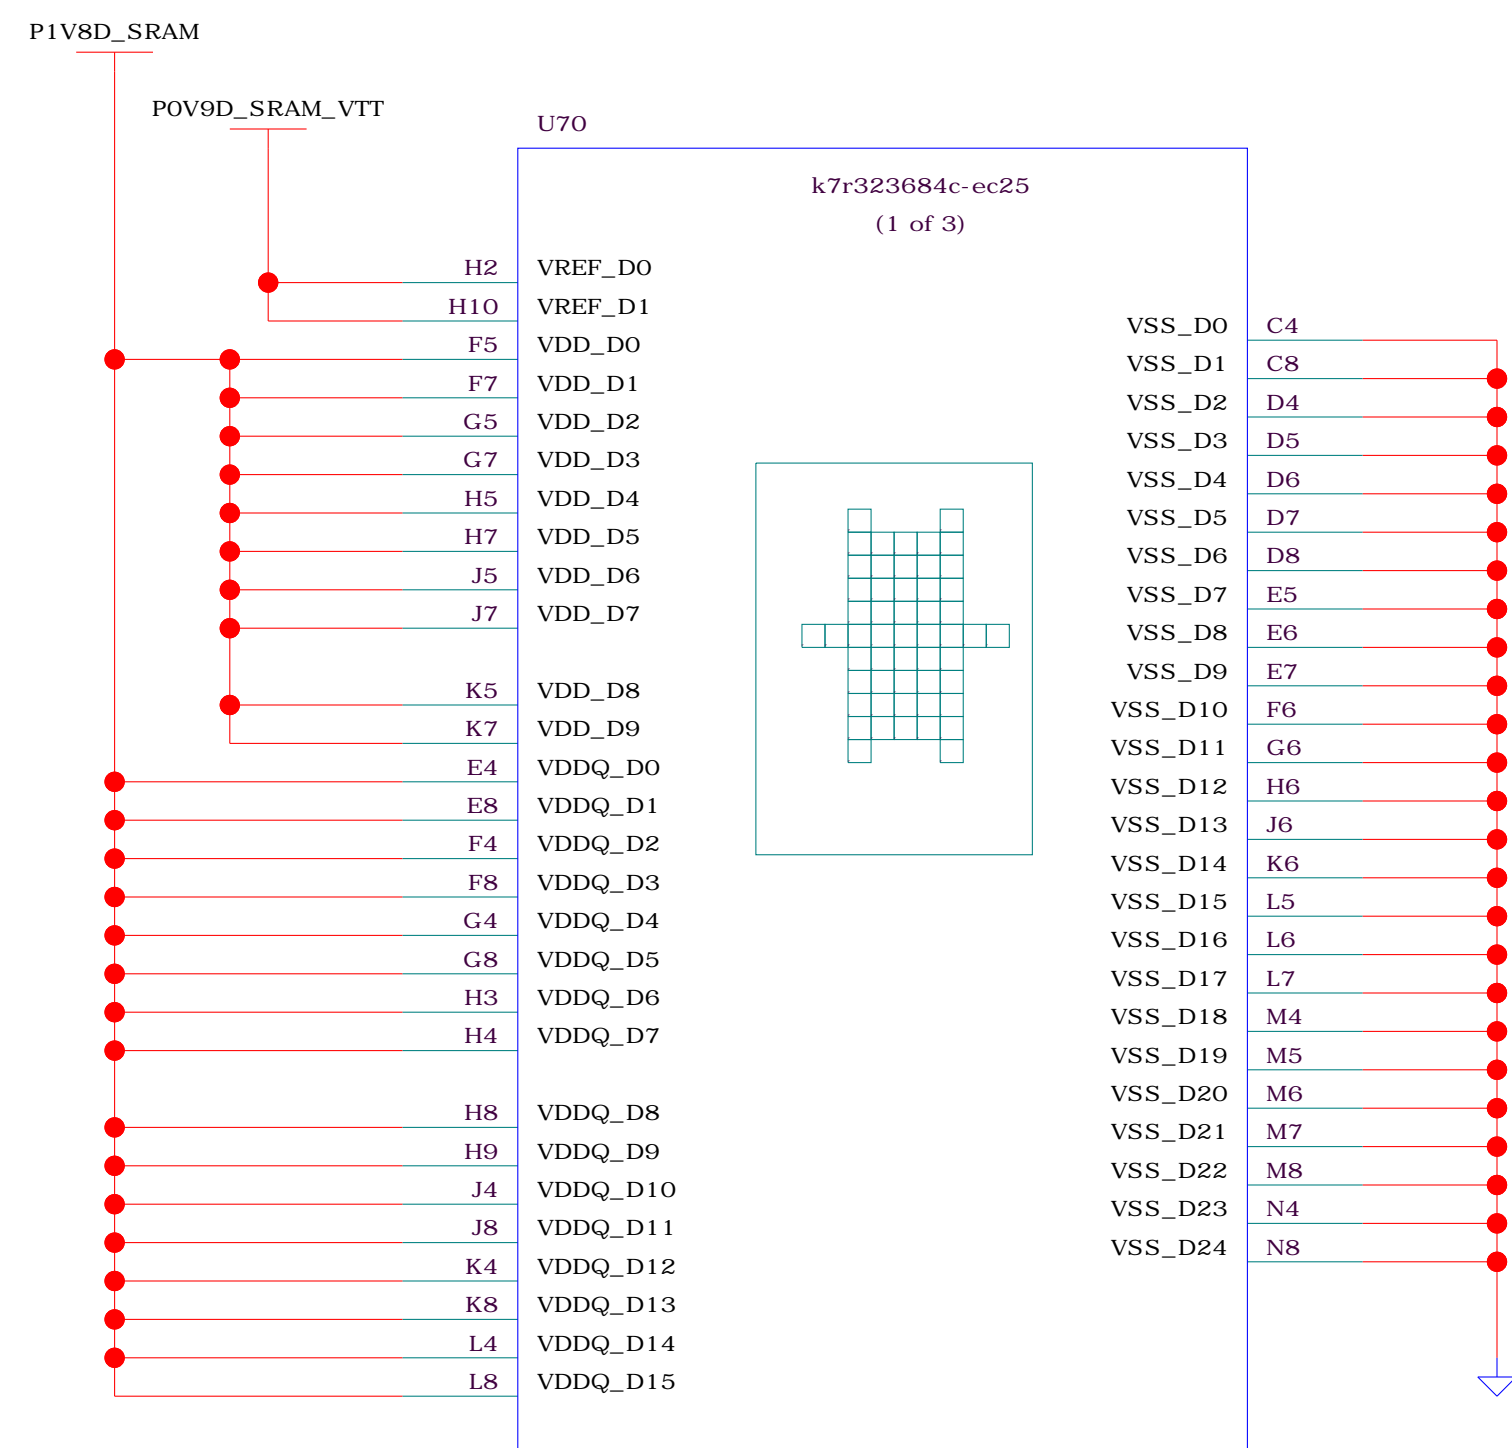 P1V8D_SRAM
P0V9D_SRAM_VTT
U70
k7r323684c-ec25
(1 of 3)
H2 VREF_D0
H10 VREF_D1
F5 VDD_D0
F7 VDD_D1
G5 VDD_D2
G7 VDD_D3
H5 VDD_D4
H7 VDD_D5
J5 VDD_D6
J7 VDD_D7
K5 VDD_D8
K7 VDD_D9
E4 VDDQ_D0
E8 VDDQ_D1
F4 VDDQ_D2
F8 VDDQ_D3
G4 VDDQ_D4
G8 VDDQ_D5
H3 VDDQ_D6
H4 VDDQ_D7
H8 VDDQ_D8
H9 VDDQ_D9
J4 VDDQ_D10
J8 VDDQ_D11
K4 VDDQ_D12
K8 VDDQ_D13
L4 VDDQ_D14
L8 VDDQ_D15
VSS_D0 C4
VSS_D1 C8
VSS_D2 D4
VSS_D3 D5
VSS_D4 D6
VSS_D5 D7
VSS_D6 D8
VSS_D7 E5
VSS_D8 E6
VSS_D9 E7
VSS_D10 F6
VSS_D11 G6
VSS_D12 H6
VSS_D13 J6
VSS_D14 K6
VSS_D15 L5
VSS_D16 L6
VSS_D17 L7
VSS_D18 M4
VSS_D19 M5
VSS_D20 M6
VSS_D21 M7
VSS_D22 M8
VSS_D23 N4
VSS_D24 N8